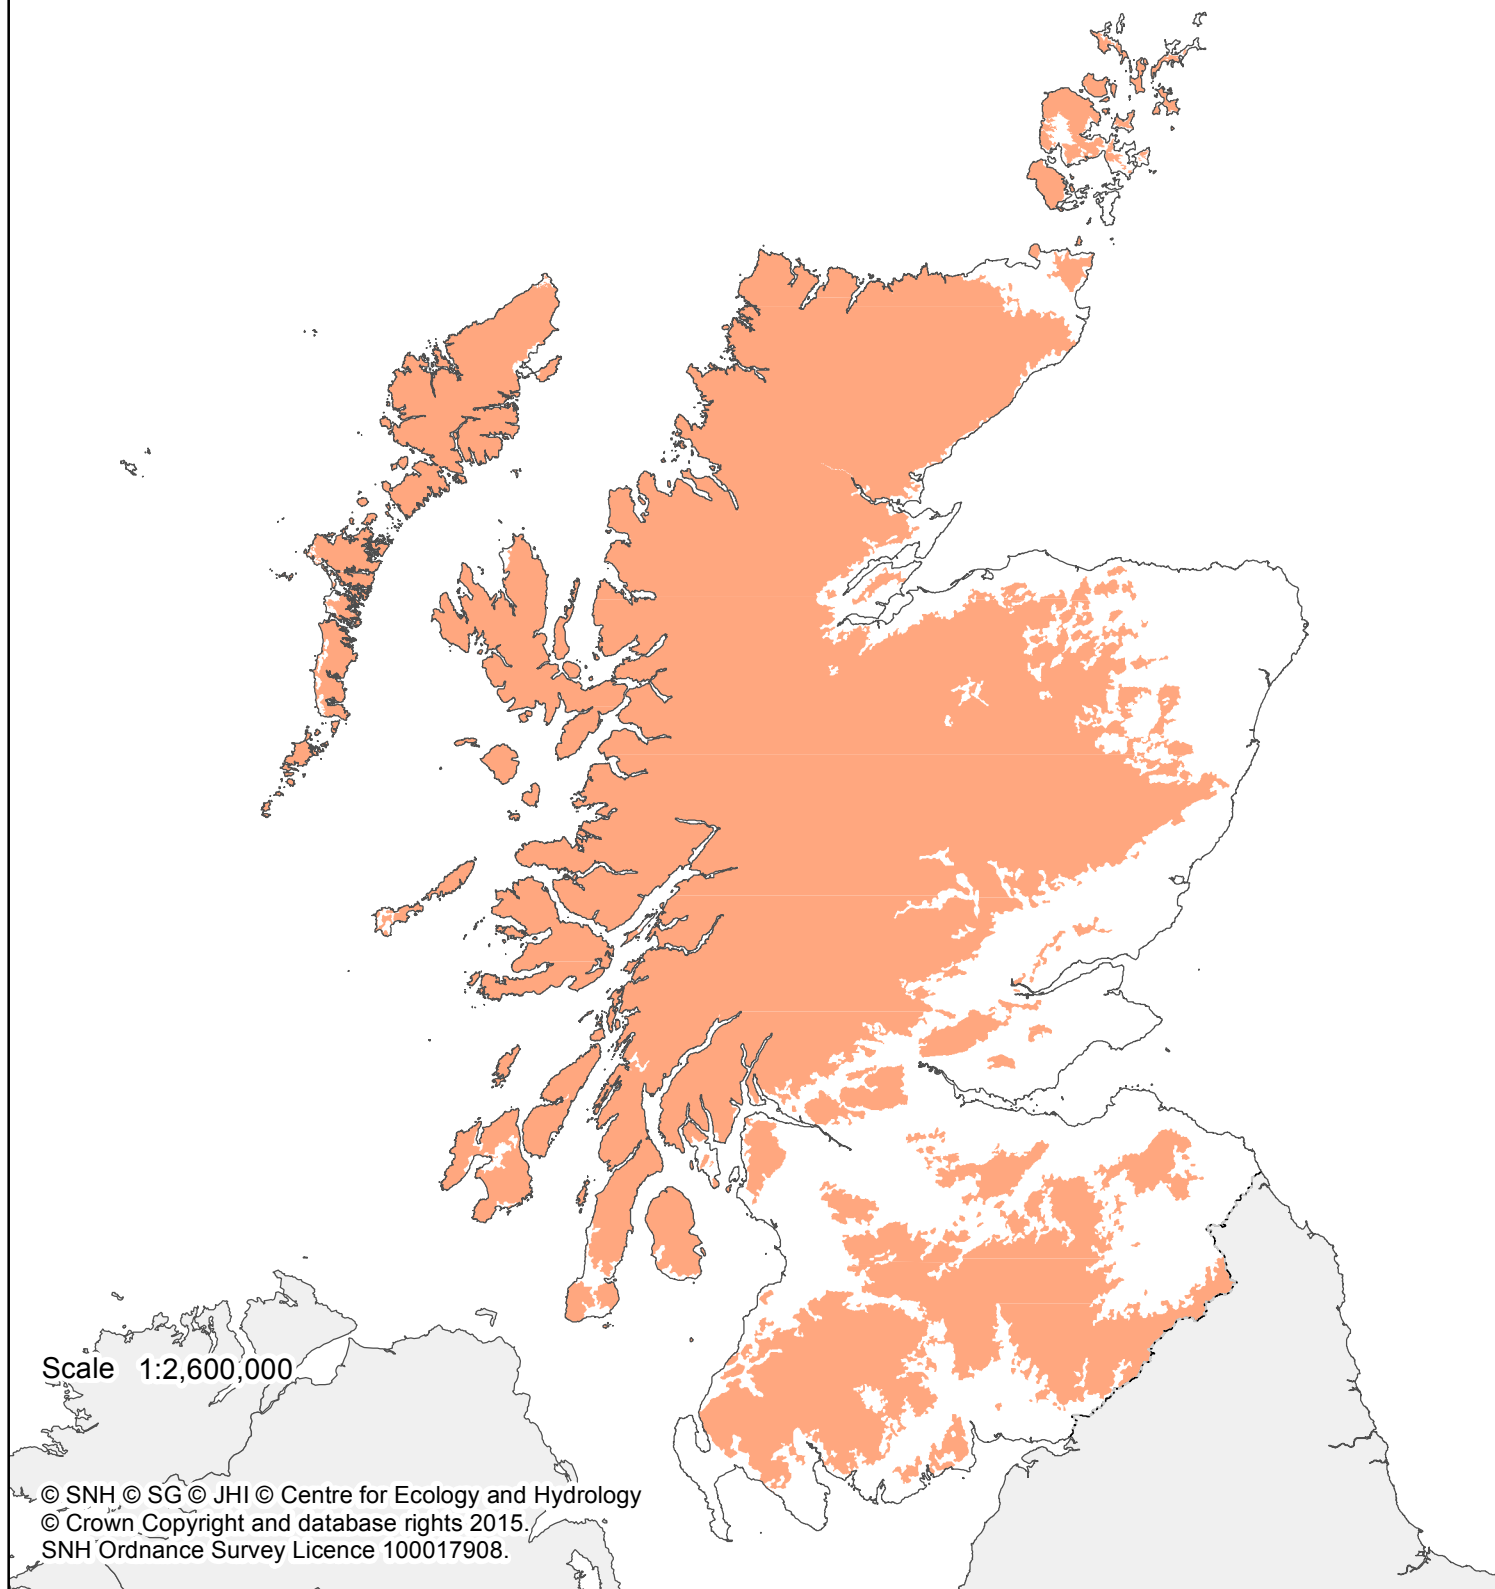 Scale 1:2,600,000
© SNH © SG © JHI © Centre for Ecology and Hydrology
© Crown Copyright and database rights 2015.
SNH Ordnance Survey Licence 100017908.